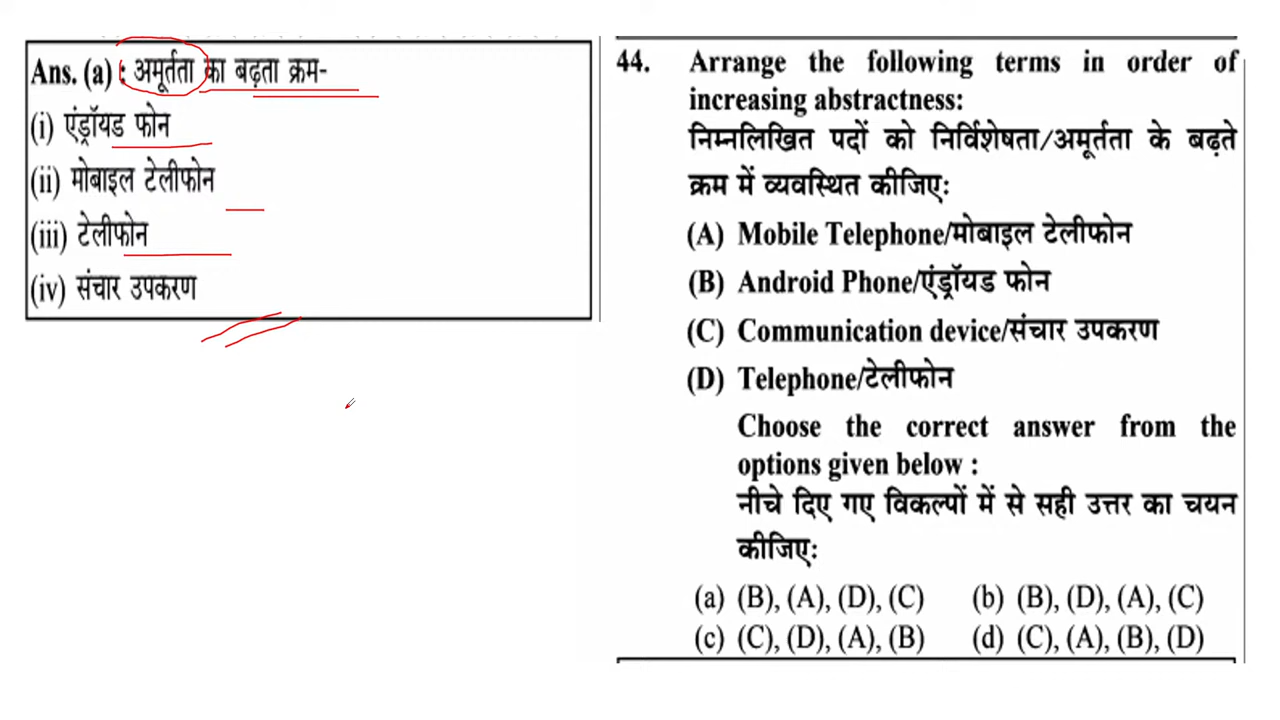 Ans. (a) : अमूर्तता का बढ़ता क्रम-
(i) एंड्रॉयड फोन
(ii) मोबाइल टेलीफोन
(iii) टेलीफोन
(iv) संचार उपकरण
44. Arrange the following terms in order of
increasing abstractness:
निम्नलिखित पदों को निर्विशेषता/अमूर्तता के बढ़ते
क्रम में व्यवस्थित कीजिए:
(A) Mobile Telephone/मोबाइल टेलीफोन
(B) Android Phone/एंड्रॉयड फोन
(C) Communication device/संचार उपकरण
(D) Telephone/टेलीफोन
Choose the correct answer from the
options given below :
नीचे दिए गए विकल्पों में से सही उत्तर का चयन
कीजिए:
(a) (B), (A), (D), (C) (b) (B), (D), (A), (C)
(c) (C), (D), (A), (B) (d) (C), (A), (B), (D)